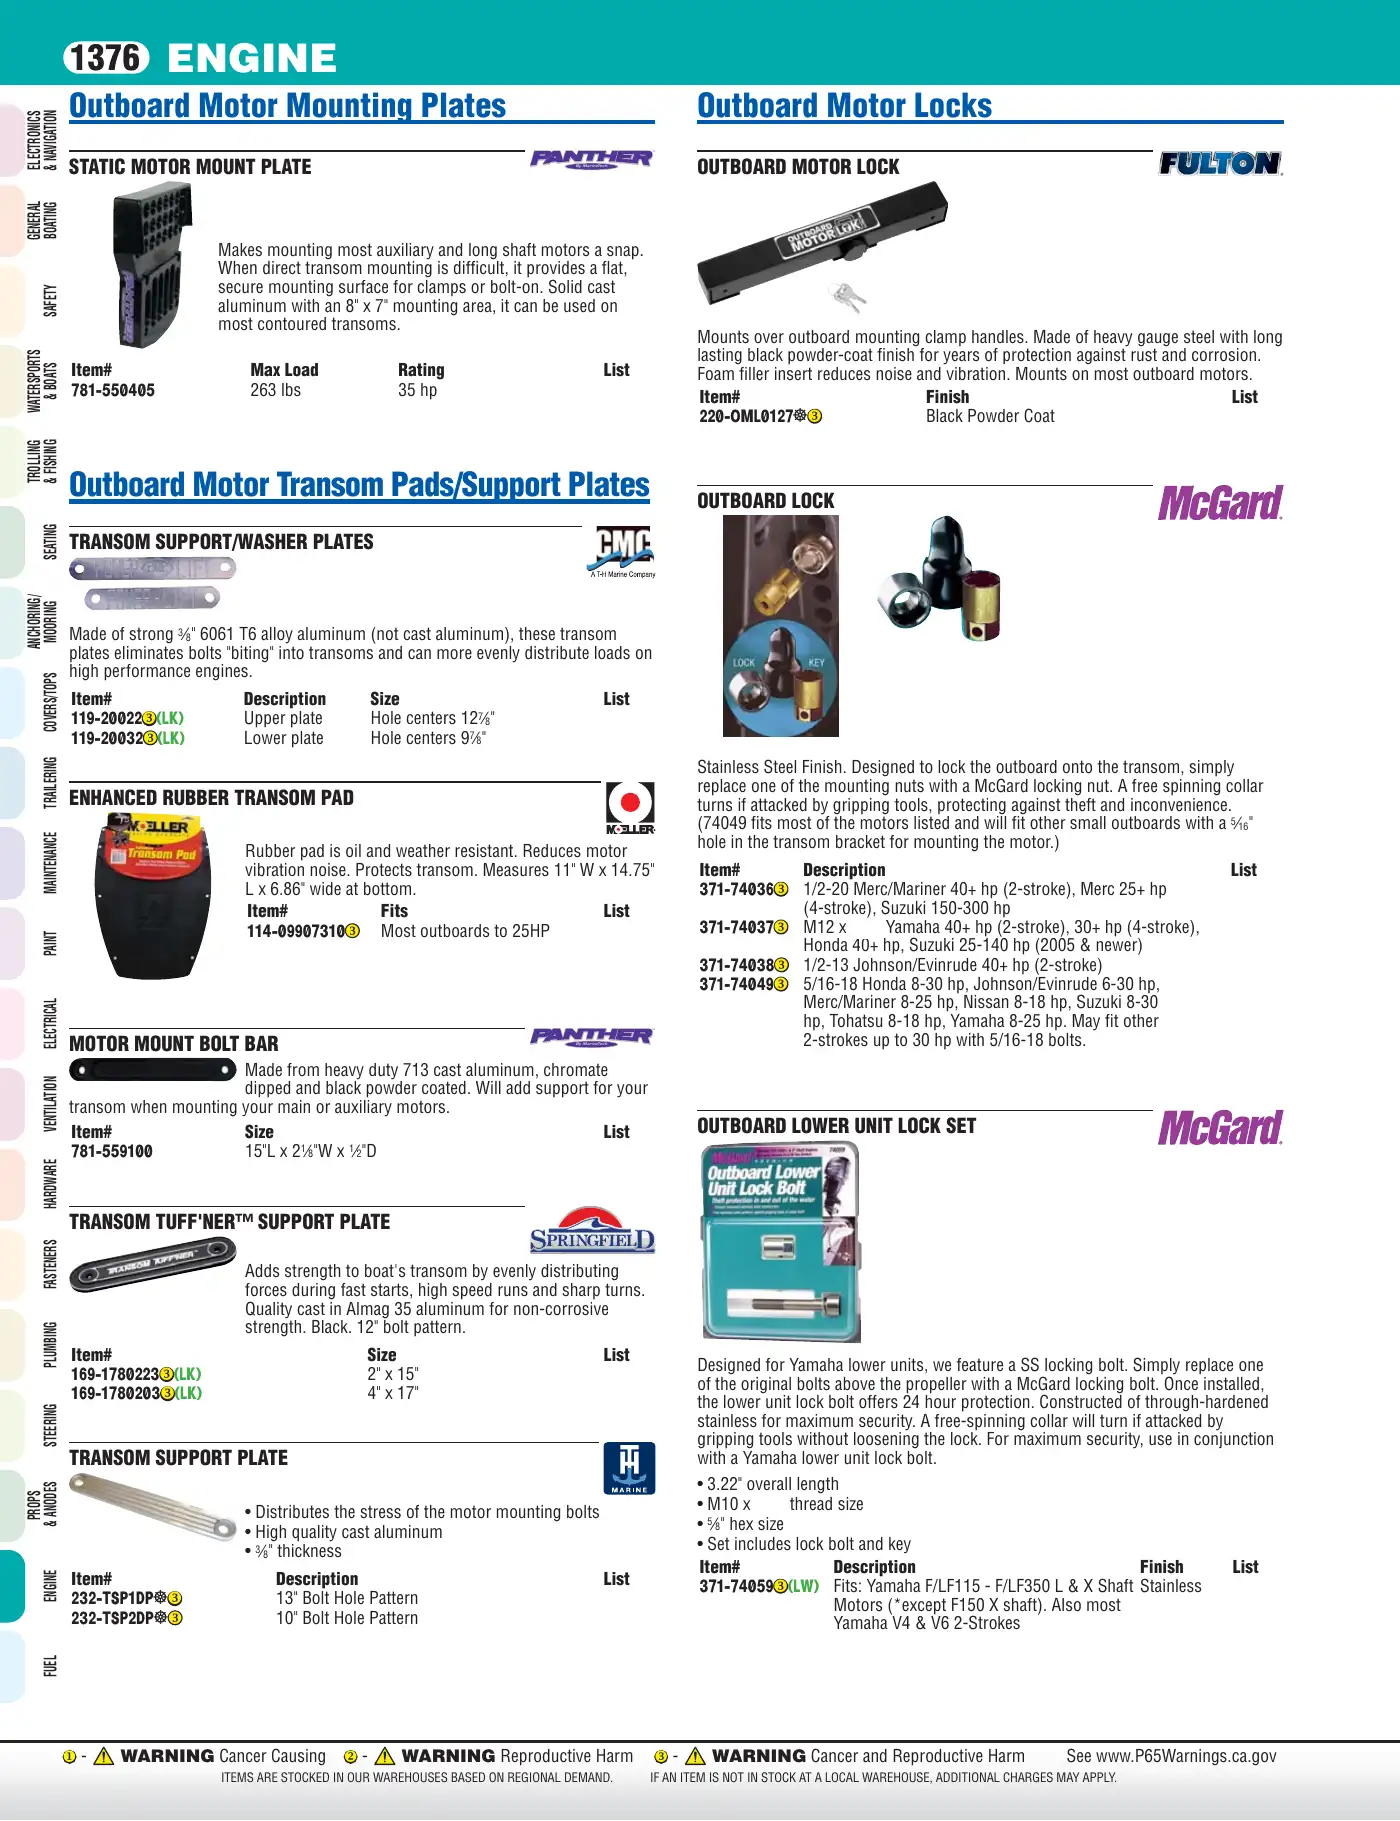 1376 ENGINE
ELECTRONICS
& NAVIGATION
GENERAL
BOATING
SAFETY
WATERSPORTS
& BOATS
TROLLING
& FISHING
SEATING
ANCHORING/
MOORING
COVERS/TOPS
TRAILERING
MAINTENANCE
PAINT
ELECTRICAL
VENTILATION
HARDWARE
FASTENERS
PLUMBING
STEERING
PROPS
& ANODES
ENGINE
FUEL
Outboard Motor Mounting Plates
STATIC MOTOR MOUNT PLATE
PANTHER
By MarineTech
Makes mounting most auxiliary and long shaft motors a snap.
When direct transom mounting is difficult, it provides a flat,
secure mounting surface for clamps or bolt-on. Solid cast
aluminum with an 8" x 7" mounting area, it can be used on
most contoured transoms.
Item# Max Load Rating List
781-550405 263 lbs 35 hp
Outboard Motor Transom Pads/Support Plates
TRANSOM SUPPORT/WASHER PLATES
CMC
A T-H Marine Company
Made of strong ⅜" 6061 T6 alloy aluminum (not cast aluminum), these transom
plates eliminates bolts "biting" into transoms and can more evenly distribute loads on
high performance engines.
Item# Description Size List
119-20022③(LK) Upper plate Hole centers 12⅞"
119-20032③(LK) Lower plate Hole centers 9⅞"
ENHANCED RUBBER TRANSOM PAD
MOELLER
MOELLER
Transom Pad
Rubber pad is oil and weather resistant. Reduces motor
vibration noise. Protects transom. Measures 11" W x 14.75"
L x 6.86" wide at bottom.
Item# Fits List
114-09907310③ Most outboards to 25HP
MOTOR MOUNT BOLT BAR
PANTHER
By MarineTech
Made from heavy duty 713 cast aluminum, chromate
dipped and black powder coated. Will add support for your
transom when mounting your main or auxiliary motors.
Item# Size List
781-559100 15"L x 2⅛"W x ½"D
TRANSOM TUFF'NER™ SUPPORT PLATE
SPRINGFIELD
TRANSOM TUFFNER™
Adds strength to boat's transom by evenly distributing
forces during fast starts, high speed runs and sharp turns.
Quality cast in Almag 35 aluminum for non-corrosive
strength. Black. 12" bolt pattern.
Item# Size List
169-1780223③(LK) 2" x 15"
169-1780203③(LK) 4" x 17"
TRANSOM SUPPORT PLATE
TH
MARINE
• Distributes the stress of the motor mounting bolts
• High quality cast aluminum
• ⅜" thickness
Item# Description List
232-TSP1DP☸③ 13" Bolt Hole Pattern
232-TSP2DP☸③ 10" Bolt Hole Pattern
Outboard Motor Locks
OUTBOARD MOTOR LOCK
FULTON
OUTBOARD
MOTOR LOK
Mounts over outboard mounting clamp handles. Made of heavy gauge steel with long
lasting black powder-coat finish for years of protection against rust and corrosion.
Foam filler insert reduces noise and vibration. Mounts on most outboard motors.
Item# Finish List
220-OML0127☸③ Black Powder Coat
OUTBOARD LOCK
McGard
LOCK KEY
Stainless Steel Finish. Designed to lock the outboard onto the transom, simply
replace one of the mounting nuts with a McGard locking nut. A free spinning collar
turns if attacked by gripping tools, protecting against theft and inconvenience.
(74049 fits most of the motors listed and will fit other small outboards with a 5⁄16"
hole in the transom bracket for mounting the motor.)
Item# Description List
371-74036③ 1/2-20 Merc/Mariner 40+ hp (2-stroke), Merc 25+ hp
(4-stroke), Suzuki 150-300 hp
371-74037③ M12 x Yamaha 40+ hp (2-stroke), 30+ hp (4-stroke),
Honda 40+ hp, Suzuki 25-140 hp (2005 & newer)
371-74038③ 1/2-13 Johnson/Evinrude 40+ hp (2-stroke)
371-74049③ 5/16-18 Honda 8-30 hp, Johnson/Evinrude 6-30 hp,
Merc/Mariner 8-25 hp, Nissan 8-18 hp, Suzuki 8-30
hp, Tohatsu 8-18 hp, Yamaha 8-25 hp. May fit other
2-strokes up to 30 hp with 5/16-18 bolts.
OUTBOARD LOWER UNIT LOCK SET
McGard
McGard 74059
Outboard Lower
Unit Lock Bolt
Theft protection in and out of the water
Designed for Yamaha lower units, we feature a SS locking bolt. Simply replace one
of the original bolts above the propeller with a McGard locking bolt. Once installed,
the lower unit lock bolt offers 24 hour protection. Constructed of through-hardened
stainless for maximum security. A free-spinning collar will turn if attacked by
gripping tools without loosening the lock. For maximum security, use in conjunction
with a Yamaha lower unit lock bolt.
• 3.22" overall length
• M10 x thread size
• ⅝" hex size
• Set includes lock bolt and key
Item# Description Finish List
371-74059③(LW) Fits: Yamaha F/LF115 - F/LF350 L & X Shaft Stainless
Motors (*except F150 X shaft). Also most
Yamaha V4 & V6 2-Strokes
① - ⚠ WARNING Cancer Causing ② - ⚠ WARNING Reproductive Harm ③ - ⚠ WARNING Cancer and Reproductive Harm See www.P65Warnings.ca.gov
ITEMS ARE STOCKED IN OUR WAREHOUSES BASED ON REGIONAL DEMAND. IF AN ITEM IS NOT IN STOCK AT A LOCAL WAREHOUSE, ADDITIONAL CHARGES MAY APPLY.